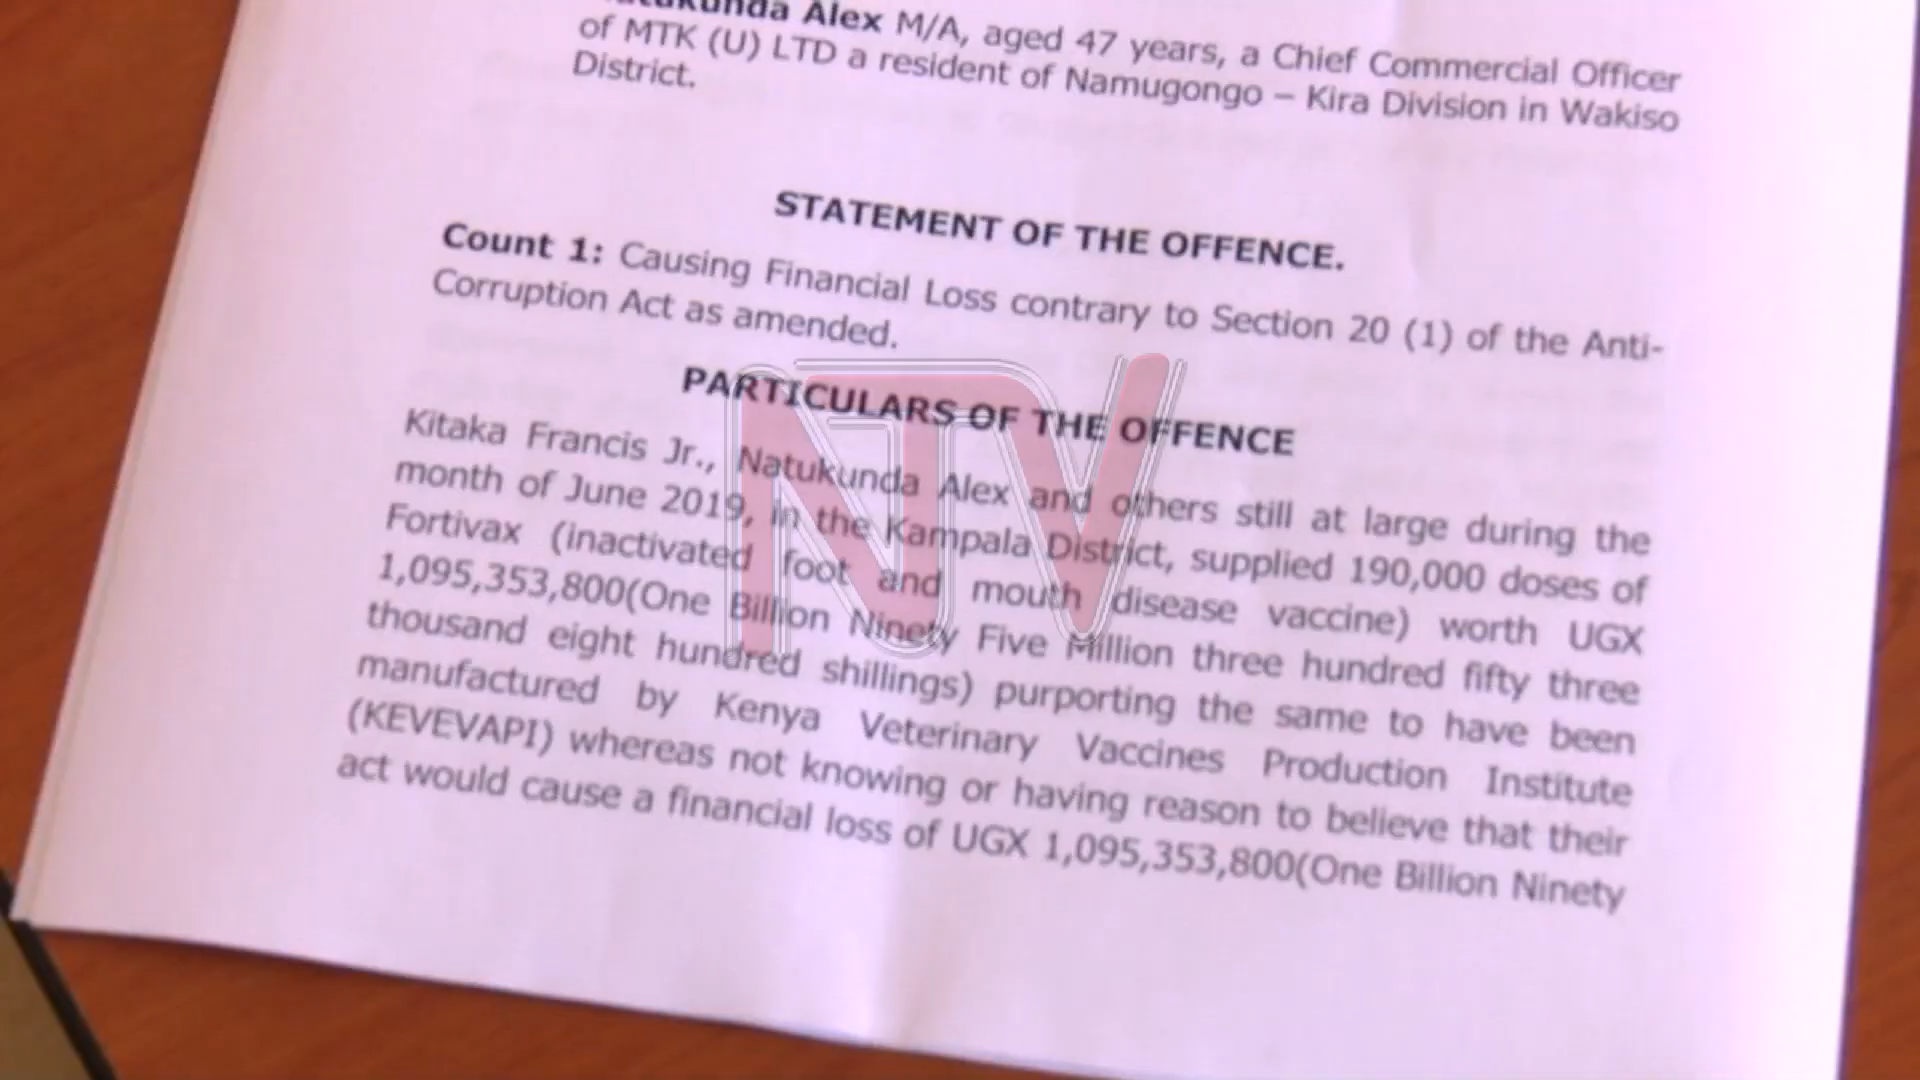 Alex M/A, aged 47 years, a Chief Commercial Officer
of MTK (U) LTD a resident of Namugongo – Kira Division in Wakiso
District.
STATEMENT OF THE OFFENCE.
Count 1: Causing Financial Loss contrary to Section 20 (1) of the Anti-
Corruption Act as amended.
PARTICULARS OF THE OFFENCE
Kitaka Francis Jr., Natukunda Alex and others still at large during the
month of June 2019, in the Kampala District, supplied 190,000 doses of
Fortivax (inactivated foot and mouth disease vaccine) worth UGX
1,095,353,800(One Billion Ninety Five Million three hundred fifty three
thousand eight hundred shillings) purporting the same to have been
manufactured by Kenya Veterinary Vaccines Production Institute
(KEVEVAPI) whereas not knowing or having reason to believe that their
act would cause a financial loss of UGX 1,095,353,800(One Billion Ninety
NTV